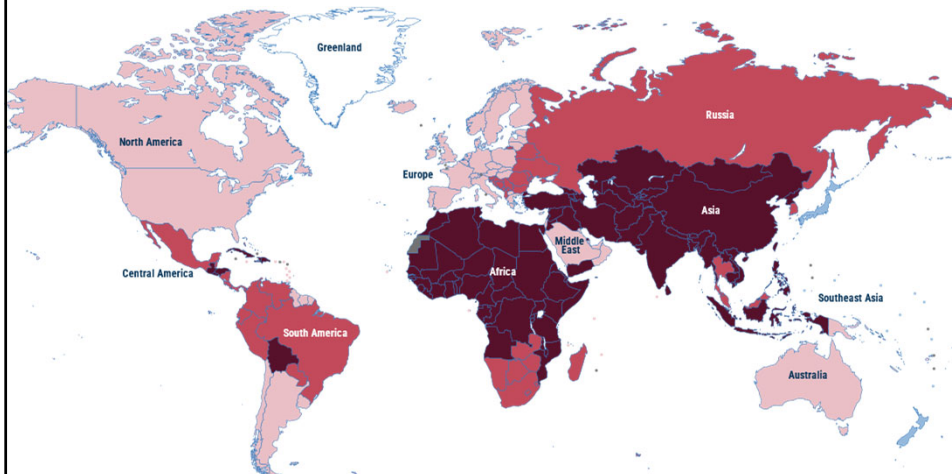 Greenland
North America
Russia
Europe
Asia
Middle
East
Central America
Africa
Southeast Asia
South America
Australia